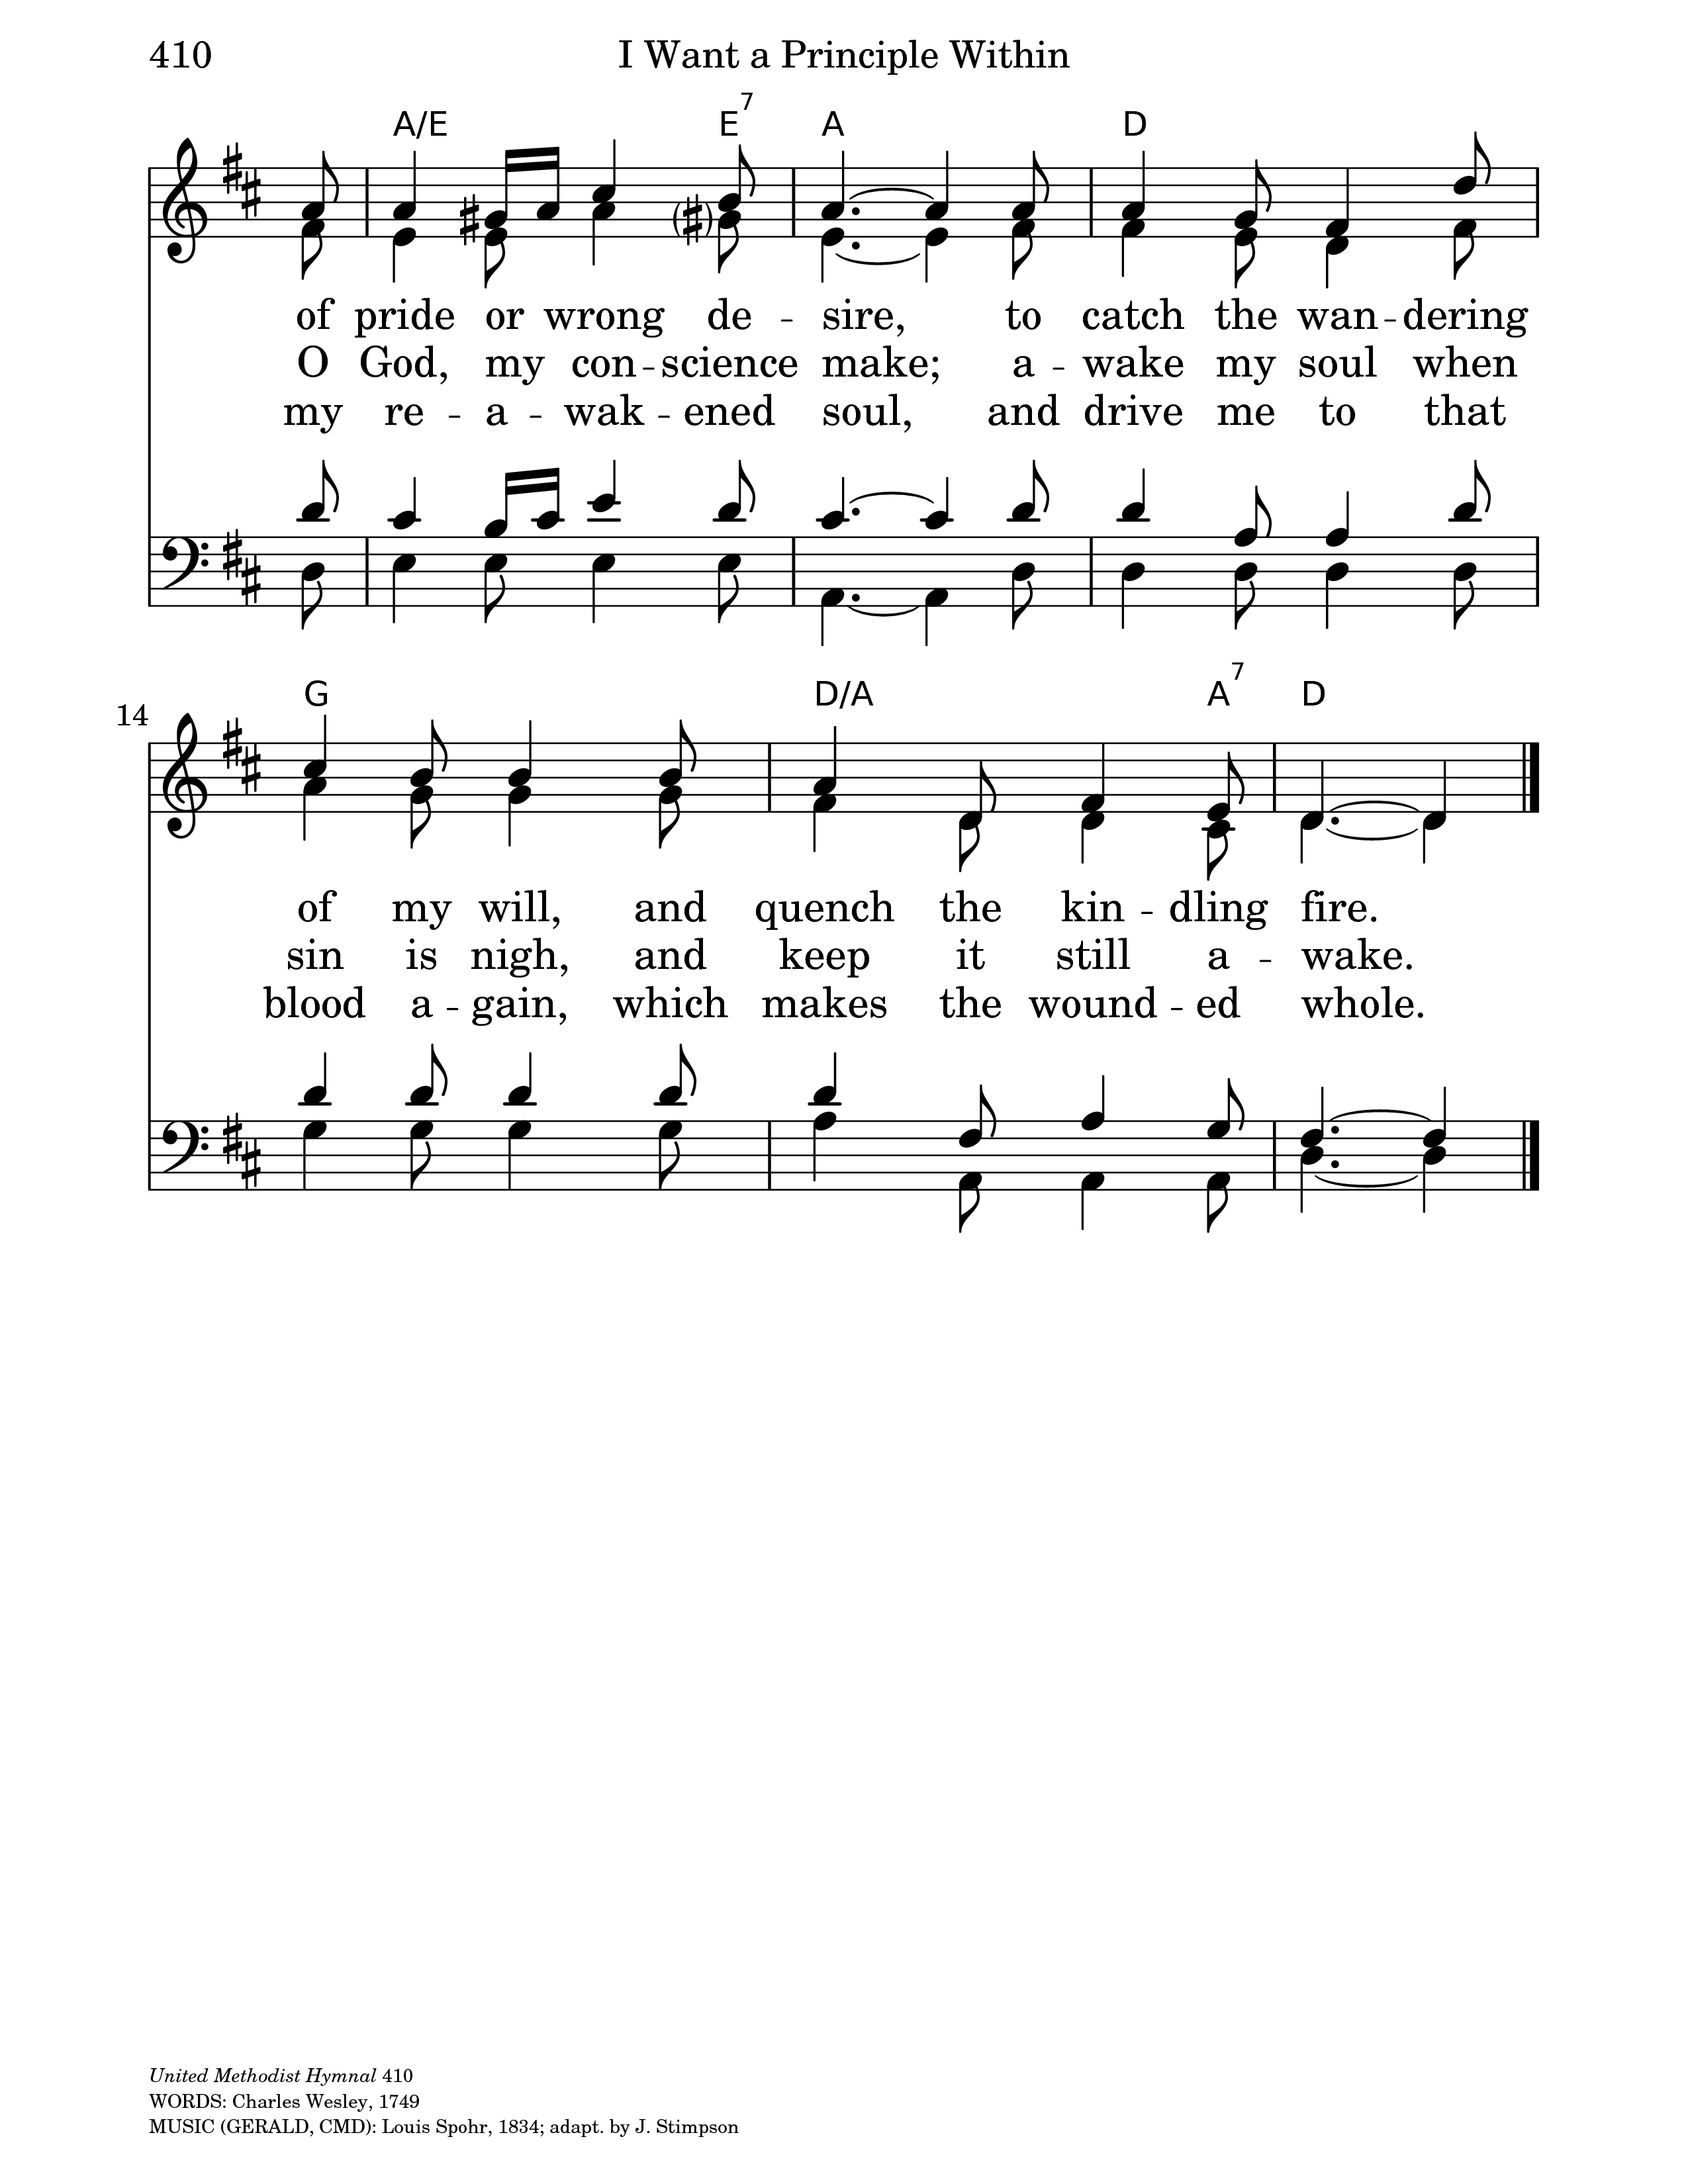 410 I Want a Principle Within
A/E E7 A D
of pride or wrong de - sire, to catch the wan - dering
O God, my con - science make; a - wake my soul when
my re - a - wak - ened soul, and drive me to that
G D/A A7 D
14
of my will, and quench the kin - dling fire.
sin is nigh, and keep it still a - wake.
blood a - gain, which makes the wound - ed whole.
United Methodist Hymnal 410
WORDS: Charles Wesley, 1749
MUSIC (GERALD, CMD): Louis Spohr, 1834; adapt. by J. Stimpson